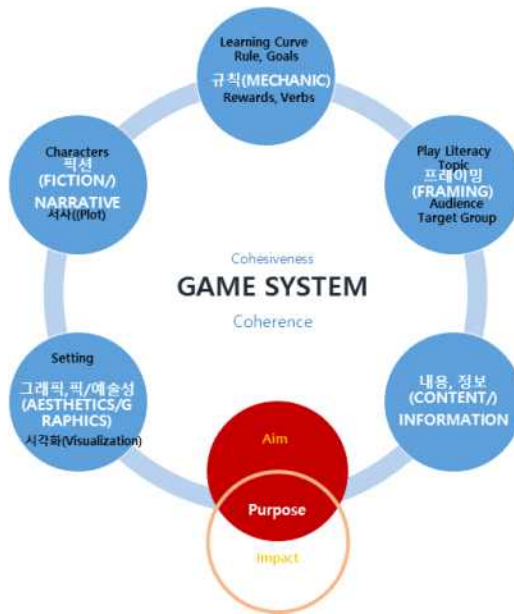 Learning Curve
Rule, Goals
규칙(MECHANIC)
Rewards, Verbs
Characters
픽션
(FICTION/)
NARRATIVE
서사((Plot)
Play Literacy
Topic
프레이밍
(FRAMING)
Audience
Target Group
Cohesiveness
GAME SYSTEM
Coherence
Setting
그래픽,픽/예술성
(AESTHETICS/G
RAPHICS)
시각화(Visualization)
내용, 정보
(CONTENT/)
INFORMATION
Aim
Purpose
Impact